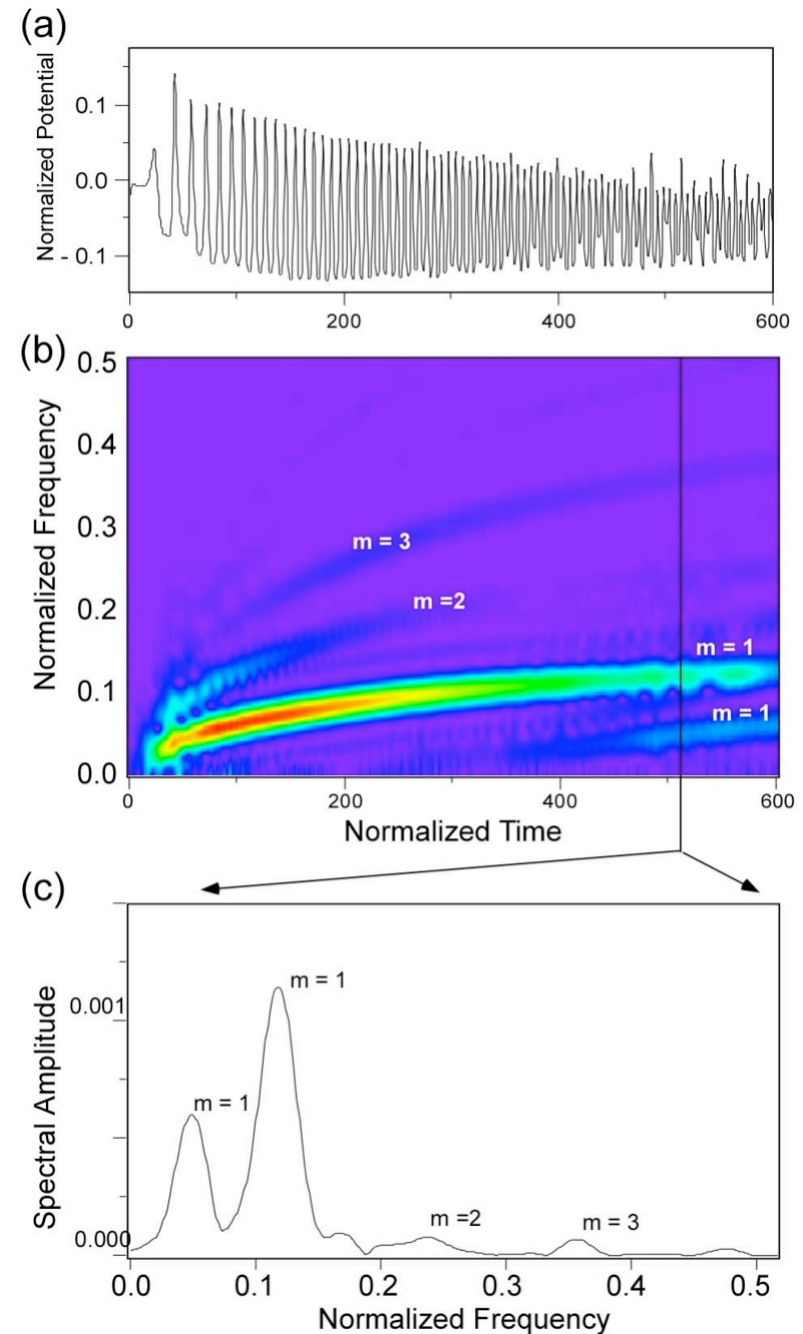 (a)
Normalized Potential
0.1
0.0
- 0.1
0 200 400 600
(b)
Normalized Frequency
0.5
0.4
0.3
0.2
0.1
0.0
m = 3
m =2
m = 1
m = 1
0 200 400 600
Normalized Time
(c)
Spectral Amplitude
0.001
0.000
m = 1
m = 1
m =2
m = 3
0.0 0.1 0.2 0.3 0.4 0.5
Normalized Frequency